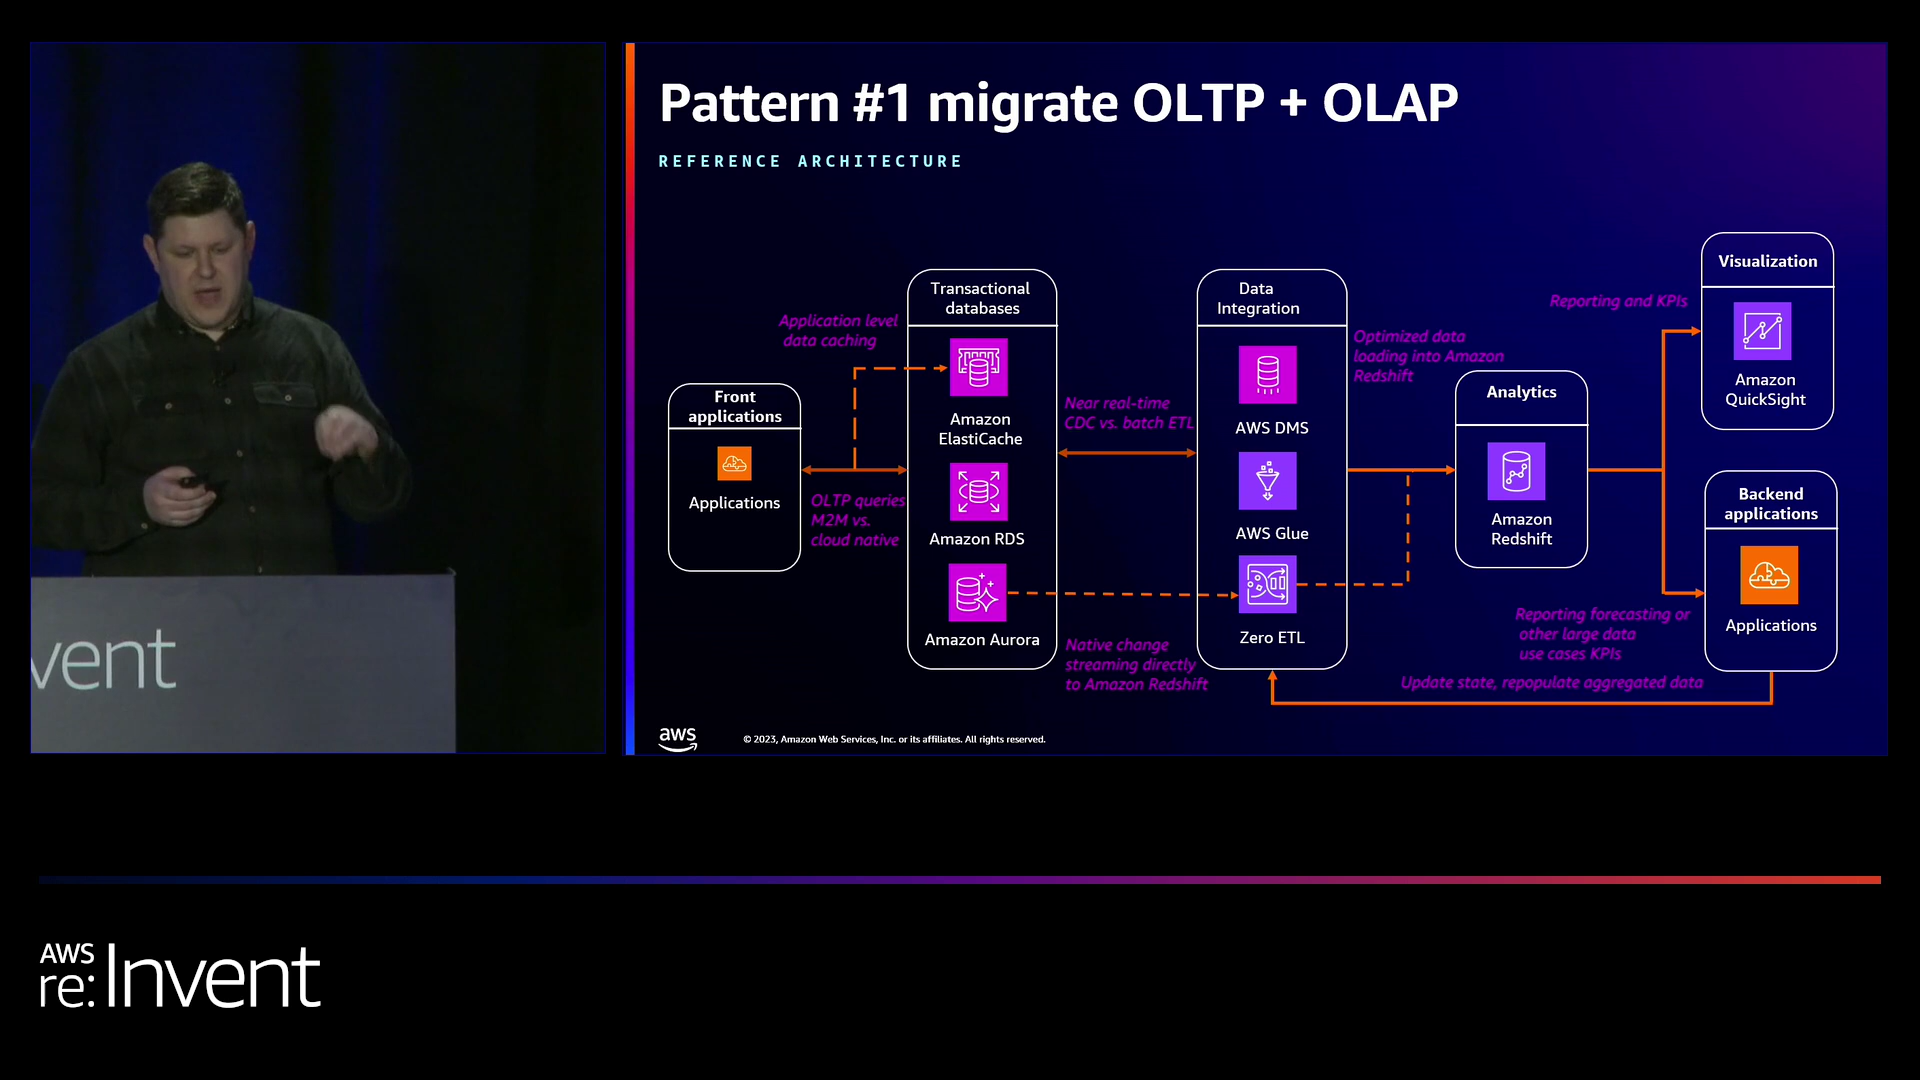 Pattern #1 migrate OLTP + OLAP
REFERENCE ARCHITECTURE
Front
applications
Applications
Application level
data caching
OLTP queries
M2M vs.
cloud native
Transactional
databases
Amazon
ElastiCache
Amazon RDS
Amazon Aurora
Near real-time
CDC vs. batch ETL
Native change
streaming directly
to Amazon Redshift
Data
Integration
AWS DMS
AWS Glue
Zero ETL
Optimized data
loading into Amazon
Redshift
Analytics
Amazon
Redshift
Reporting and KPIs
Visualization
Amazon
QuickSight
Backend
applications
Applications
Reporting forecasting or
other large data
use cases KPIs
Update state, repopulate aggregated data
aws
© 2023, Amazon Web Services, Inc. or its affiliates. All rights reserved.
vent
AWS
re:Invent